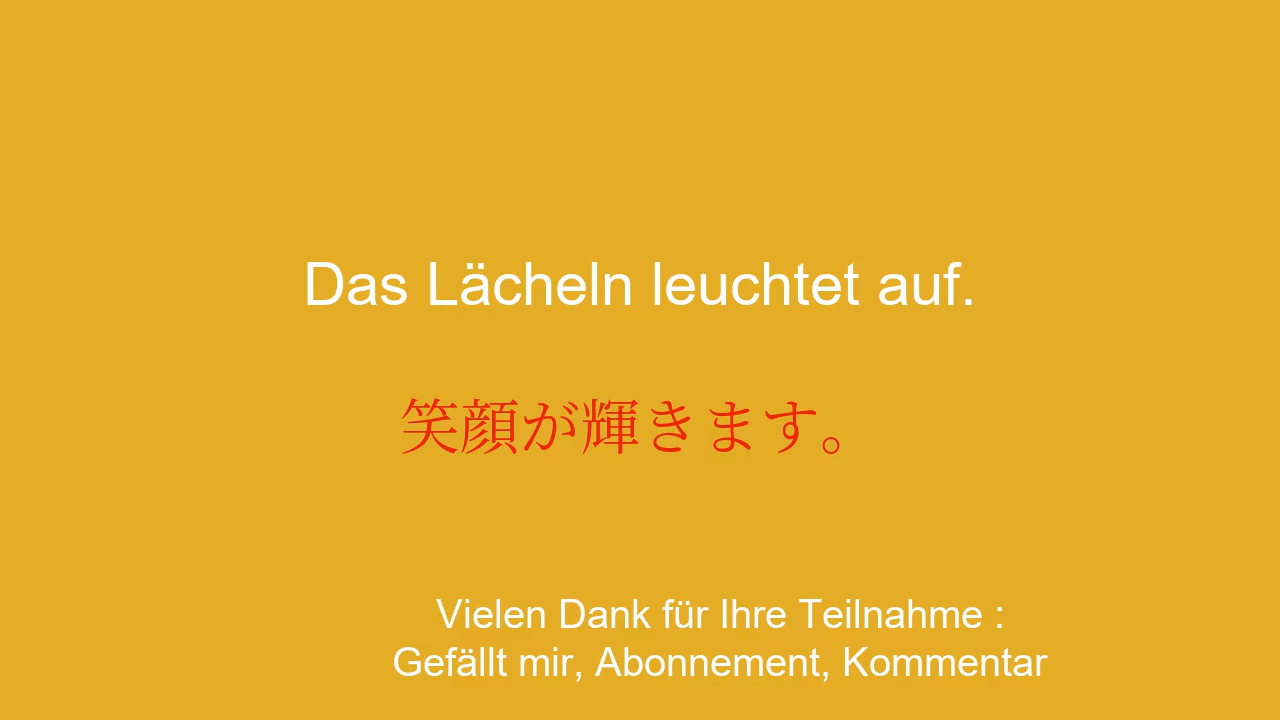 Das Lächeln leuchtet auf.
笑顔が輝きます。
Vielen Dank für Ihre Teilnahme :
Gefällt mir, Abonnement, Kommentar